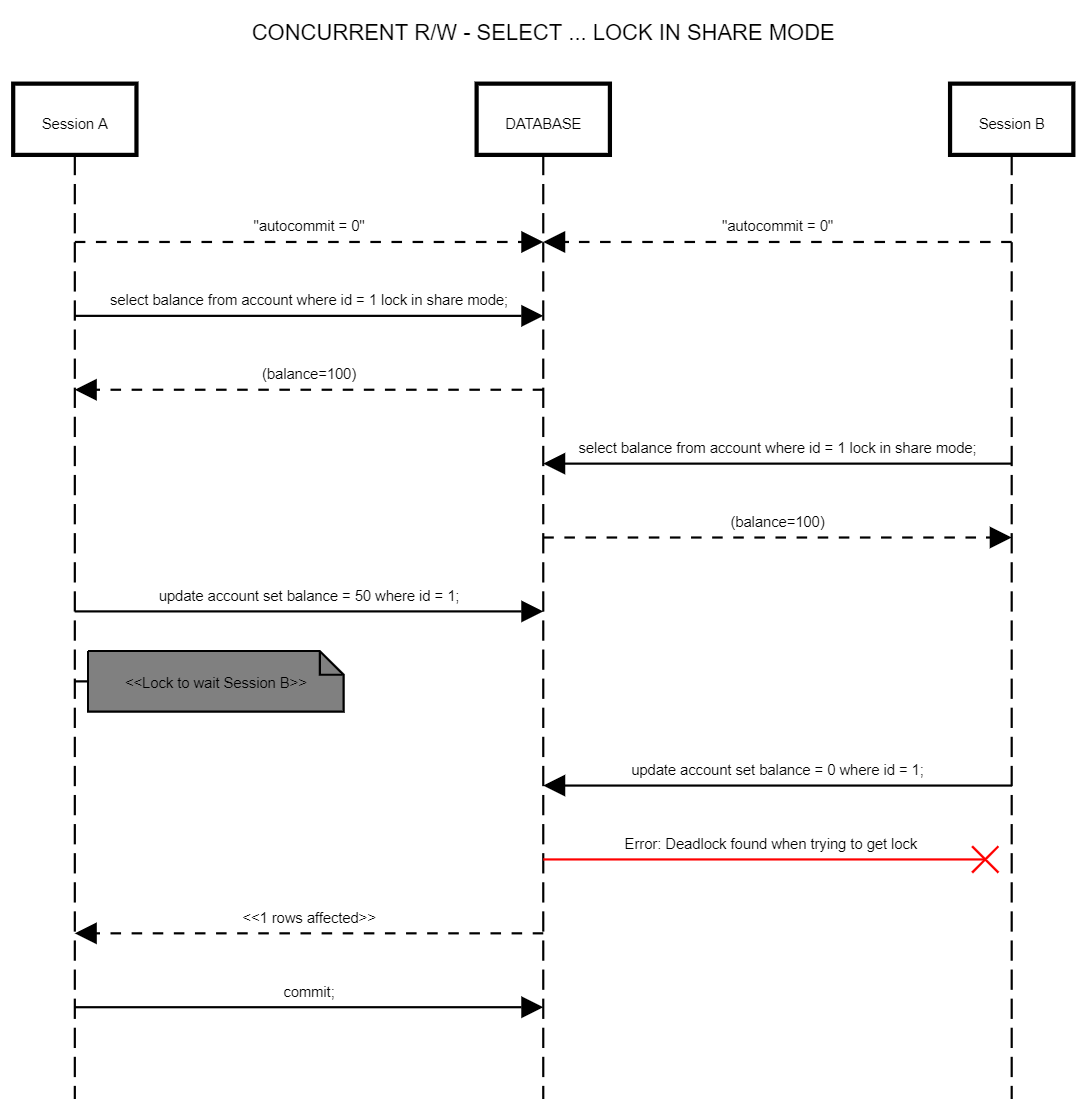 CONCURRENT R/W - SELECT ... LOCK IN SHARE MODE
Session A
DATABASE
Session B
"autocommit = 0"
"autocommit = 0"
select balance from account where id = 1 lock in share mode;
(balance=100)
select balance from account where id = 1 lock in share mode;
(balance=100)
update account set balance = 50 where id = 1;
<<Lock to wait Session B>>
update account set balance = 0 where id = 1;
Error: Deadlock found when trying to get lock
<<1 rows affected>>
commit;